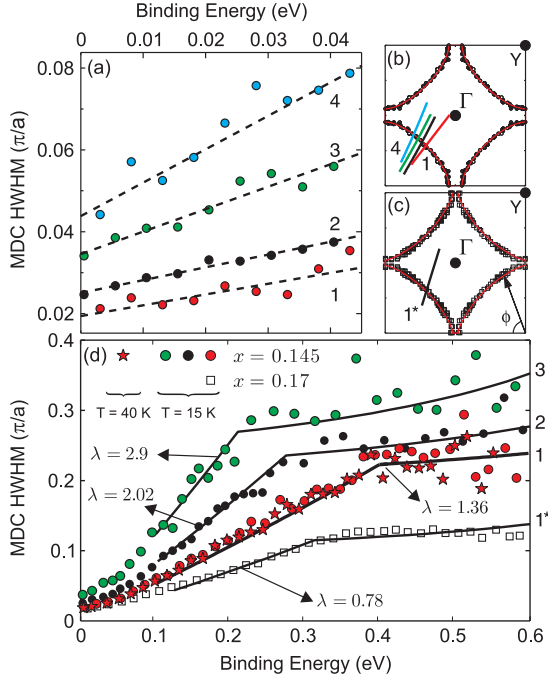 Binding Energy (eV)
0 0.01 0.02 0.03 0.04
(a)
MDC HWHM (π/a)
0.08
0.06
0.04
0.02
4
3
2
1
(b)
Y
Γ
4
1
(c)
Y
Γ
1*
ϕ
(d)
x = 0.145
x = 0.17
T = 40 K T = 15 K
MDC HWHM (π/a)
0.4
0.3
0.2
0.1
0
λ = 2.9
λ = 2.02
λ = 1.36
λ = 0.78
3
2
1
1*
0 0.1 0.2 0.3 0.4 0.5 0.6
Binding Energy (eV)